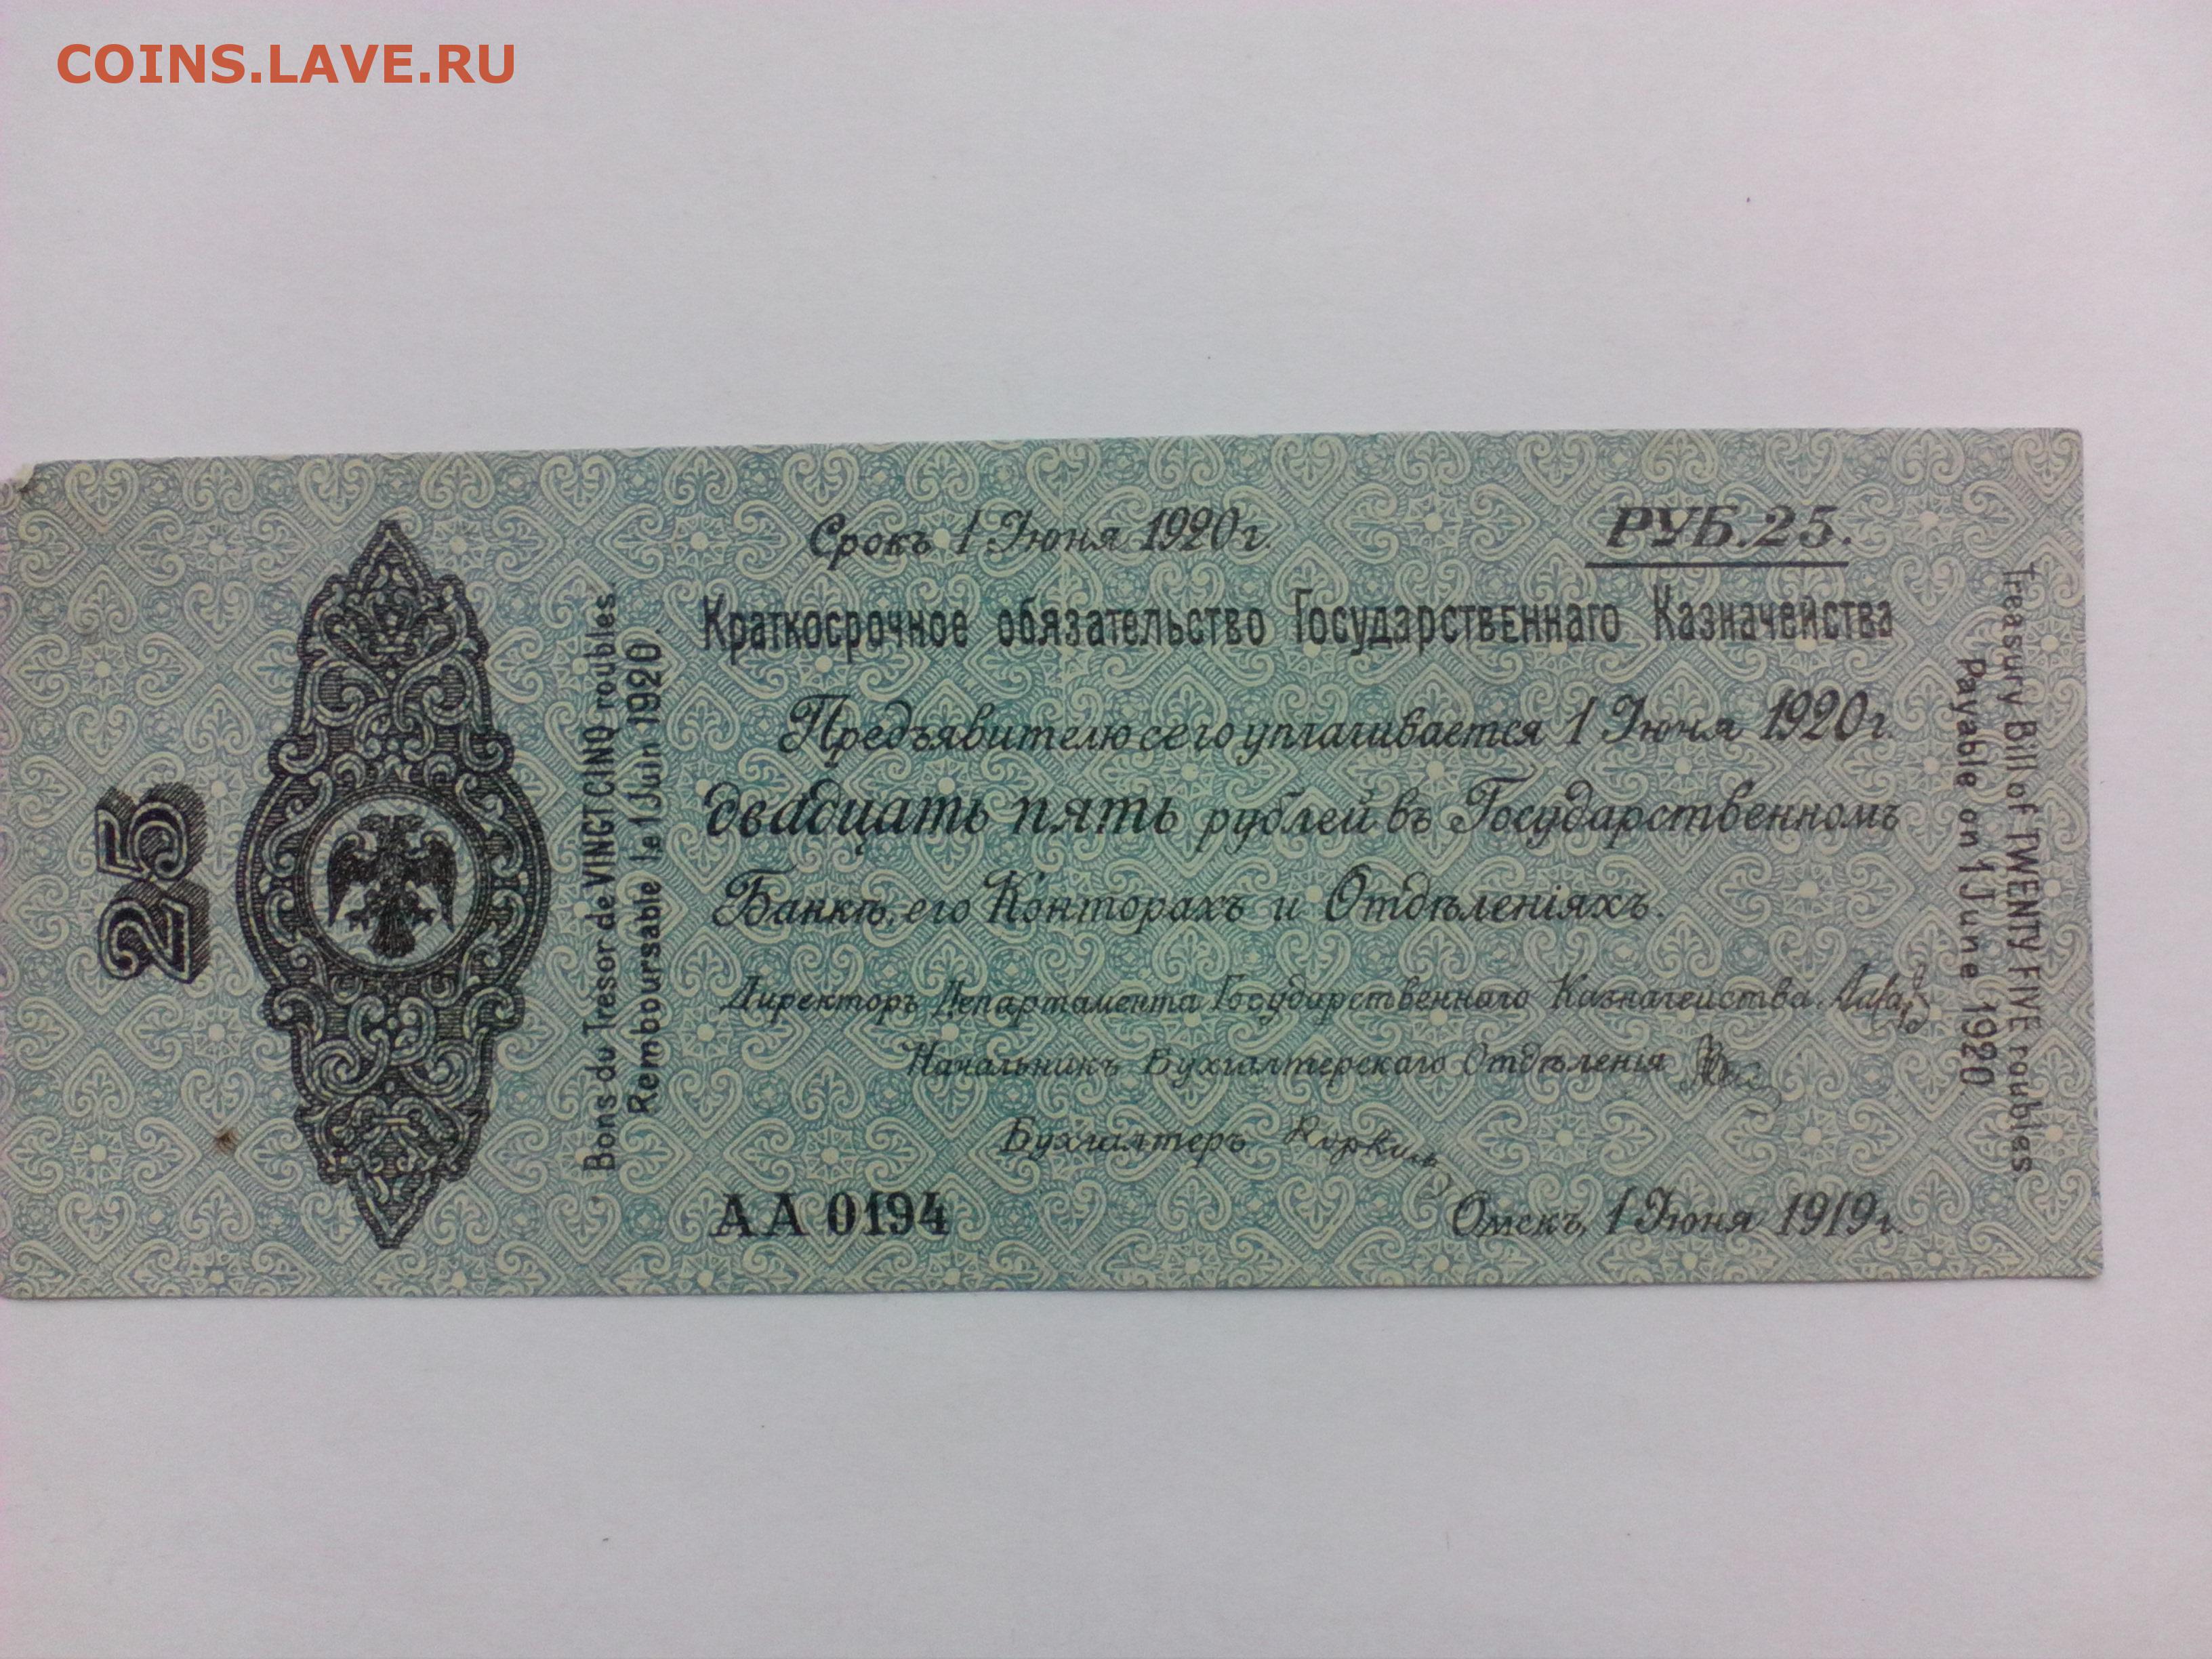 COINS.LAVE.RU
25
Bons du Tresor de VINGT CINQ roubles
Remboursable le 1 Juin 1920.
Срокъ 1 Июня 1920 г.
РУБ. 25.
Краткосрочное обязательство Государственнаго Казначейства
Предъявителю сего уплачивается 1 Июня 1920 г.
двадцать пять рублей въ Государственномъ
Банкѣ, его Конторахъ и Отдѣленіяхъ.
Директоръ Департамента Государственнаго Казначейства
Начальникъ Бухгалтерскаго Отдѣленія
Бухгалтеръ
АА 0194
Омскъ, 1 Июня 1919 г.
Treasury Bill of TWENTY FIVE roubles.
Payable on 1 June 1920.